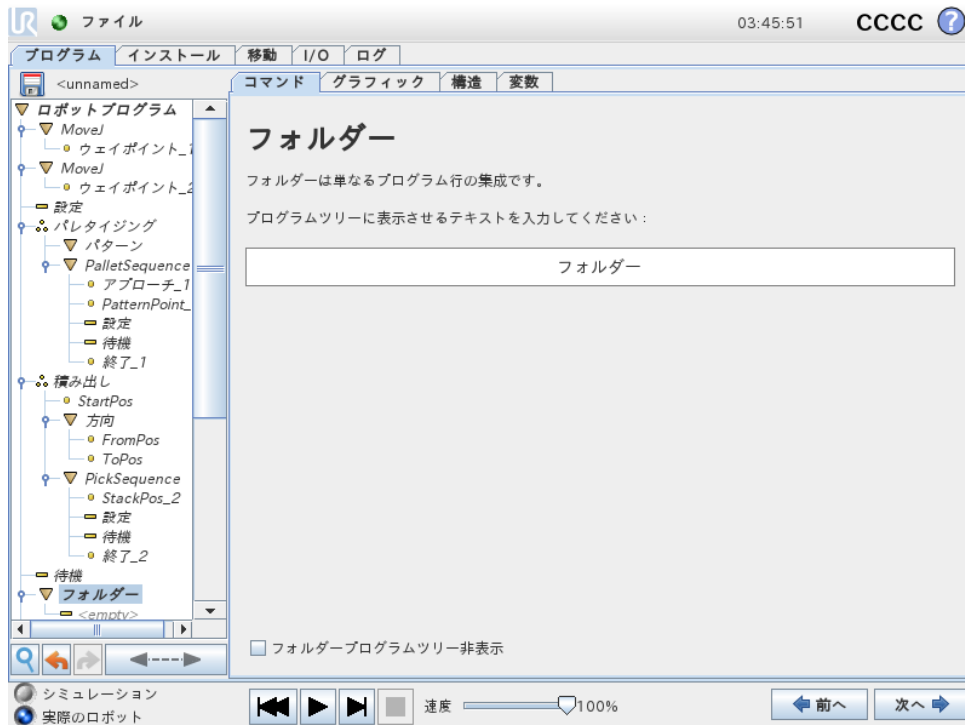 UR ファイル 03:45:51 CCCC ?
プログラム インストール 移動 I/O ログ
<unnamed>
コマンド グラフィック 構造 変数
ロボットプログラム
MoveJ
ウェイポイント_1
MoveJ
ウェイポイント_2
設定
パレタイジング
パターン
PalletSequence
アプローチ_1
PatternPoint_
設定
待機
終了_1
積み出し
StartPos
方向
FromPos
ToPos
PickSequence
StackPos_2
設定
待機
終了_2
待機
フォルダー
<empty>
フォルダー
フォルダーは単なるプログラム行の集成です。
プログラムツリーに表示させるテキストを入力してください：
フォルダー
フォルダープログラムツリー非表示
シミュレーション
実際のロボット
速度 100%
前へ 次へ